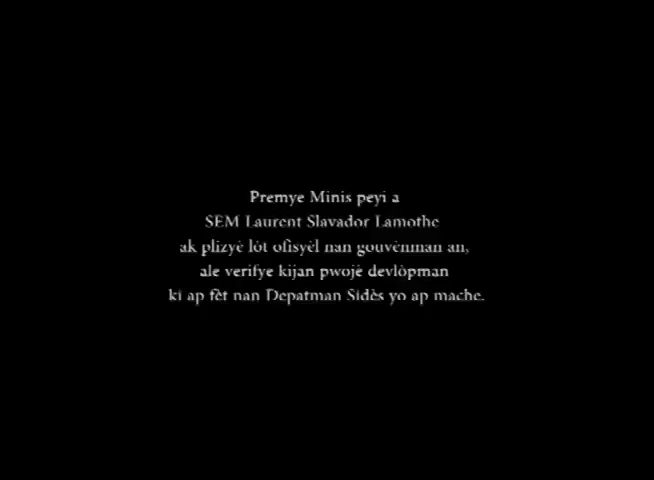 Premye Minis peyi a
SEM Laurent Slavador Lamothe
ak plizyè lòt ofisyèl nan gouvènman an,
ale verifye kijan pwojè devlòpman
ki ap fèt nan Depatman Sidès yo ap mache.